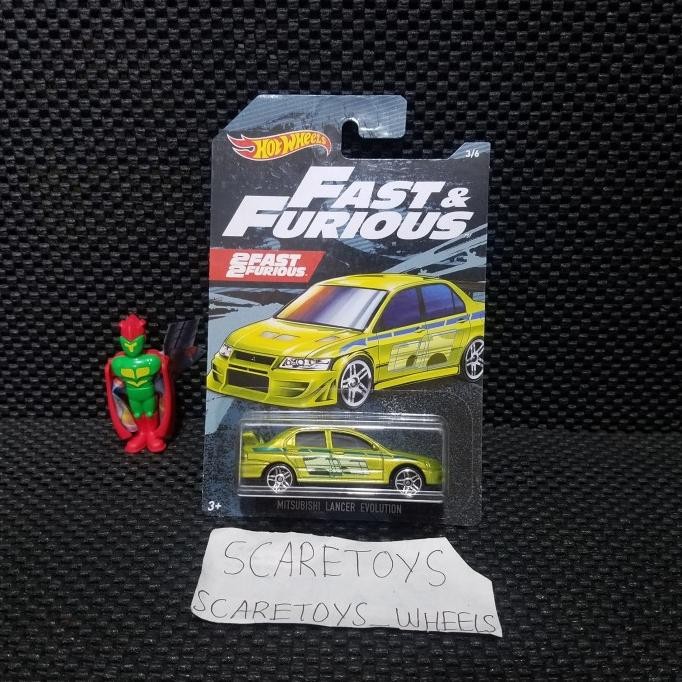 HOT WHEELS
3/6
FAST &
FURIOUS
2 FAST
2 FURIOUS
3+
MITSUBISHI LANCER EVOLUTION
SCARETOYS
SCARETOYS_WHEELS